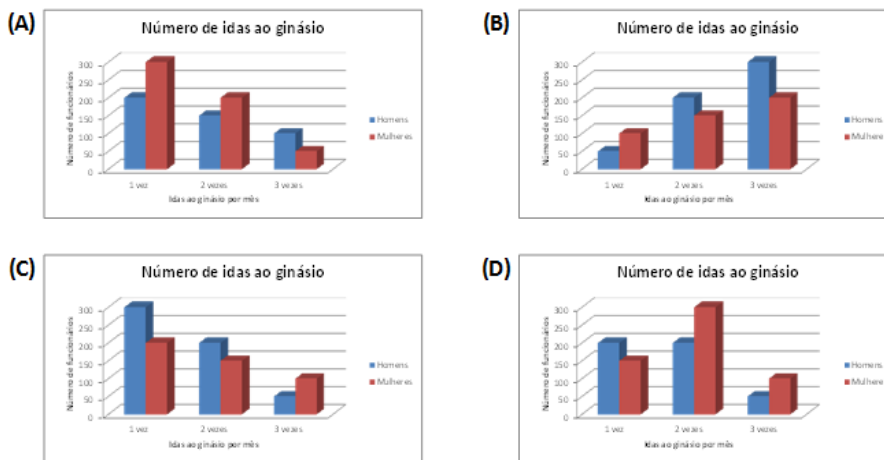 (A)
Número de idas ao ginásio
Número de funcionários
300
250
200
150
100
50
0
1 vez
2 vezes
3 vezes
Idas ao ginásio por mês
Homens
Mulheres
(B)
Número de idas ao ginásio
Número de funcionários
300
250
200
150
100
50
0
1 vez
2 vezes
3 vezes
Idas ao ginásio por mês
Homens
Mulheres
(C)
Número de idas ao ginásio
Número de funcionários
300
250
200
150
100
50
0
1 vez
2 vezes
3 vezes
Idas ao ginásio por mês
Homens
Mulheres
(D)
Número de idas ao ginásio
Número de funcionários
300
250
200
150
100
50
0
1 vez
2 vezes
3 vezes
Idas ao ginásio por mês
Homens
Mulheres